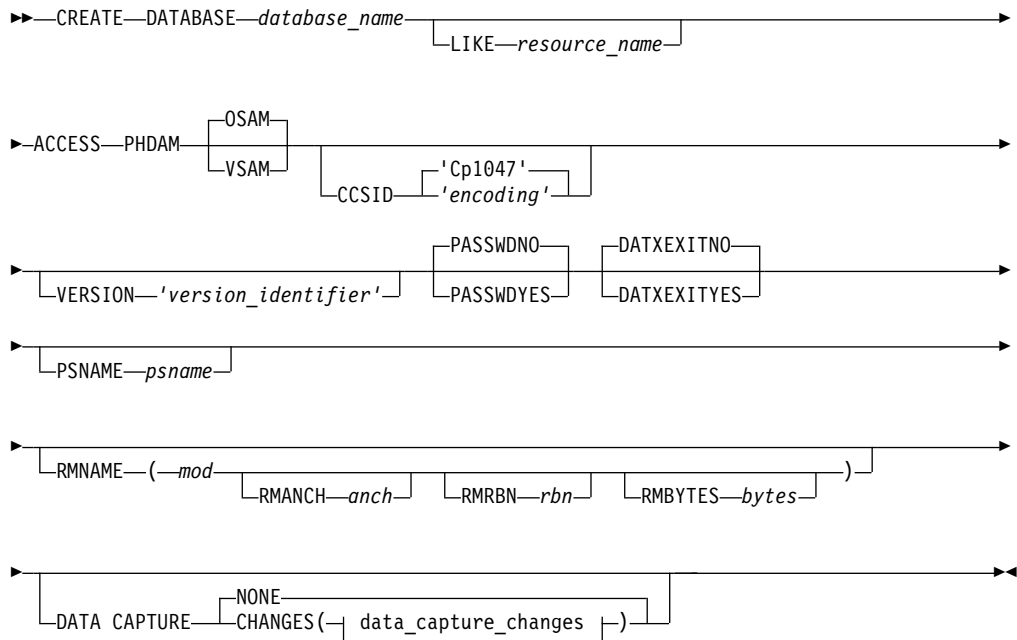 CREATE DATABASE database_name
LIKE resource_name
OSAM
ACCESS PHDAM
VSAM
'Cp1047'
CCSID 'encoding'
PASSWDNO DATXEXITNO
VERSION 'version_identifier' PASSWDYES DATXEXITYES
PSNAME psname
RMNAME ( mod )
RMANCH anch RMRBN rbn RMBYTES bytes
NONE
DATA CAPTURE CHANGES( data_capture_changes )